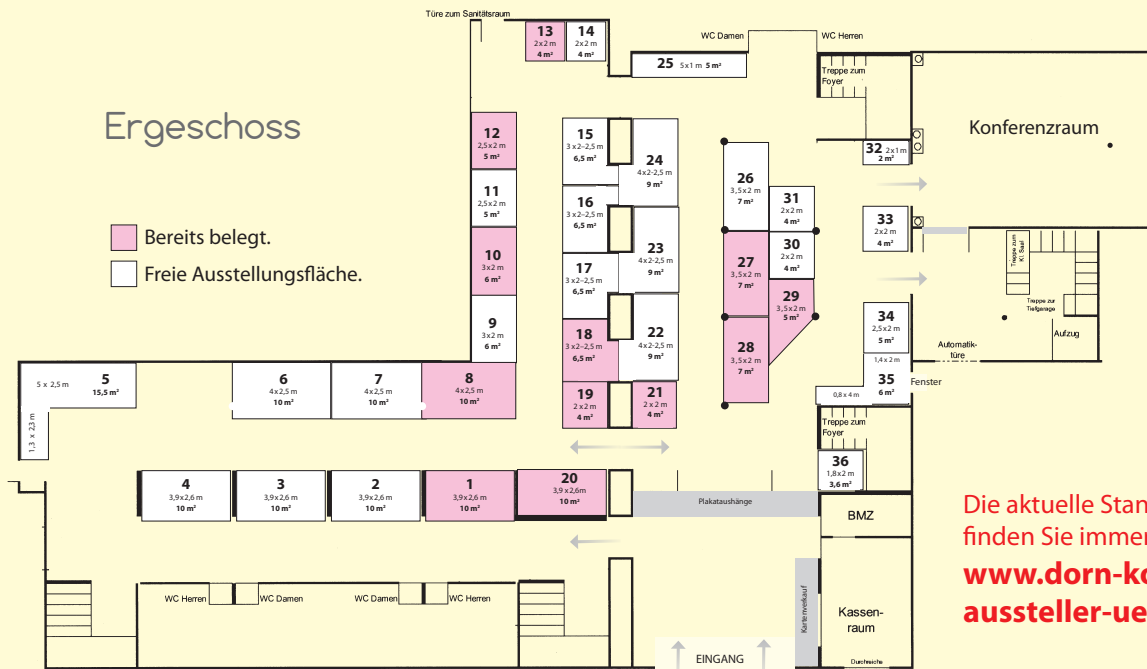 Türe zum Sanitätsraum
13
2x2 m
4 m²
14
2x2 m
4 m²
WC Damen
WC Herren
25 5x1 m 5 m²
Treppe zum
Foyer
Ergeschoss
Konferenzraum
12
2,5x2 m
5 m²
15
3 x2–2,5 m
6,5 m²
24
4x2-2,5 m
9 m²
26
3,5x2 m
7 m²
32 2x1 m
2 m²
11
2,5x2 m
5 m²
16
3 x2–2,5 m
6,5 m²
31
2x2 m
4 m²
33
2x2 m
4 m²
Bereits belegt.
Freie Ausstellungsfläche.
10
3x2 m
6 m²
17
3 x2–2,5 m
6,5 m²
23
4x2-2,5 m
9 m²
27
3,5x2 m
7 m²
30
2x2 m
4 m²
Treppe zum
Kl. Saal
29
3,5x2 m
5 m²
Treppe zur
Tiefgarage
9
3x2 m
6 m²
18
3 x2–2,5 m
6,5 m²
22
4x2-2,5 m
9 m²
28
3,5x2 m
7 m²
34
2,5x2 m
5 m²
Automatik-
türe
Aufzug
1,4 x 2 m
35
6 m²
0,8 x 4 m
Fenster
5 x 2,5 m
5
15,5 m²
1,3 x 2,3 m
6
4x2,5 m
10 m²
7
4x2,5 m
10 m²
8
4x2,5 m
10 m²
19
2x2 m
4 m²
21
2 x 2 m
4 m²
Treppe zum
Foyer
36
1,8x2 m
3,6 m²
4
3,9x2,6 m
10 m²
3
3,9x2,6 m
10 m²
2
3,9x2,6 m
10 m²
1
3,9x2,6 m
10 m²
20
3,9 x2,6m
10 m²
Plakataushänge
BMZ
Die aktuelle Stan
finden Sie immer
www.dorn-ko
aussteller-ue
WC Herren
WC Damen
WC Damen
WC Herren
Kartenverkauf
Kassen-
raum
Durchreiche
EINGANG